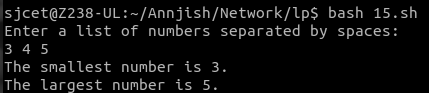 sjcet@Z238-UL:~/Annjish/Network/lp$ bash 15.sh
Enter a list of numbers separated by spaces:
3 4 5
The smallest number is 3.
The largest number is 5.